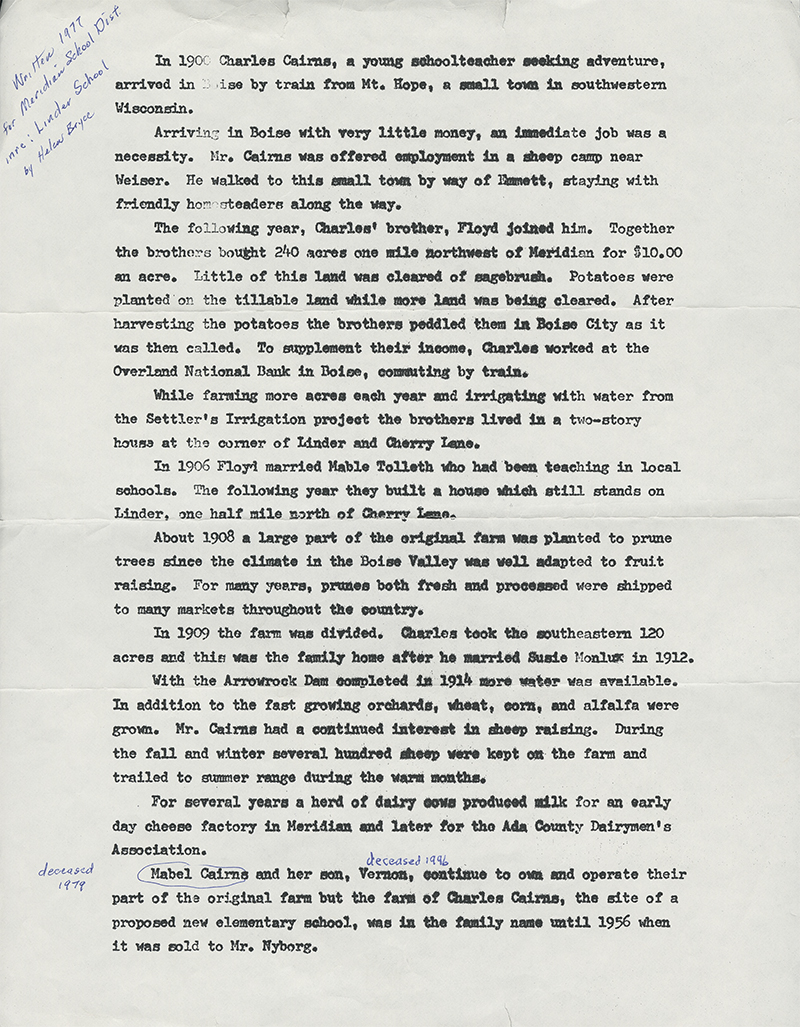 Written 1977
for Meridian School Dist.
inre: Linder School
by Helen Bryce
In 1900 Charles Cairns, a young schoolteacher seeking adventure,
arrived in Boise by train from Mt. Hope, a small town in southwestern
Wisconsin.
Arriving in Boise with very little money, an immediate job was a
necessity. Mr. Cairns was offered employment in a sheep camp near
Weiser. He walked to this small town by way of Emmett, staying with
friendly homesteaders along the way.
The following year, Charles' brother, Floyd joined him. Together
the brothers bought 240 acres one mile northwest of Meridian for $10.00
an acre. Little of this land was cleared of sagebrush. Potatoes were
planted on the tillable land while more land was being cleared. After
harvesting the potatoes the brothers peddled them in Boise City as it
was then called. To supplement their income, Charles worked at the
Overland National Bank in Boise, commuting by train.
While farming more acres each year and irrigating with water from
the Settler's Irrigation project the brothers lived in a two-story
house at the corner of Linder and Cherry Lane.
In 1906 Floyd married Mable Tolleth who had been teaching in local
schools. The following year they built a house which still stands on
Linder, one half mile north of Cherry Lane.
About 1908 a large part of the original farm was planted to prune
trees since the climate in the Boise Valley was well adapted to fruit
raising. For many years, prunes both fresh and processed were shipped
to many markets throughout the country.
In 1909 the farm was divided. Charles took the southeastern 120
acres and this was the family home after he married Susie Monlux in 1912.
With the Arrowrock Dam completed in 1914 more water was available.
In addition to the fast growing orchards, wheat, corn, and alfalfa were
grown. Mr. Cairns had a continued interest in sheep raising. During
the fall and winter several hundred sheep were kept on the farm and
trailed to summer range during the warm months.
For several years a herd of dairy cows produced milk for an early
day cheese factory in Meridian and later for the Ada County Dairymen's
Association.
deceased 1996
deceased
1979
Mabel Cairns and her son, Vernon, continue to own and operate their
part of the original farm but the farm of Charles Cairns, the site of a
proposed new elementary school, was in the family name until 1956 when
it was sold to Mr. Nyborg.